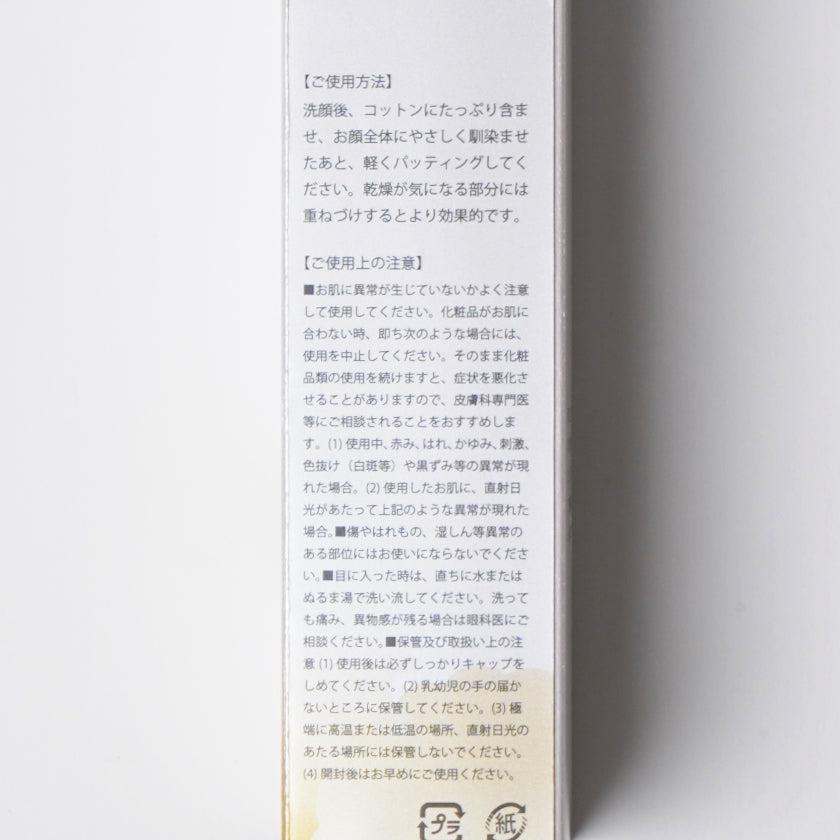 【ご使用方法】
洗顔後、コットンにたっぷり含ま
せ、お顔全体にやさしく馴染ませ
たあと、軽くパッティングしてく
ださい。乾燥が気になる部分には
重ねづけするとより効果的です。
【ご使用上の注意】
■お肌に異常が生じていないかよく注意
して使用してください。化粧品がお肌に
合わない時、即ち次のような場合には、
使用を中止してください。そのまま化粧
品類の使用を続けますと、症状を悪化さ
せることがありますので、皮膚科専門医
等にご相談されることをおすすめしま
す。(1) 使用中、赤み、はれ、かゆみ、刺激、
色抜け（白斑等）や黒ずみ等の異常が現
れた場合。(2) 使用したお肌に、直射日
光があたって上記のような異常が現れた
場合。■傷やはれもの、湿しん等異常の
ある部位にはお使いにならないでくださ
い。■目に入った時は、直ちに水または
ぬるま湯で洗い流してください。洗って
も痛み、異物感が残る場合は眼科医にご
相談ください。■保管及び取扱い上の注
意 (1) 使用後は必ずしっかりキャップを
しめてください。(2) 乳幼児の手の届か
ないところに保管してください。(3) 極
端に高温または低温の場所、直射日光の
あたる場所には保管しないでください。
(4) 開封後はお早めにご使用ください。
プラ 紙